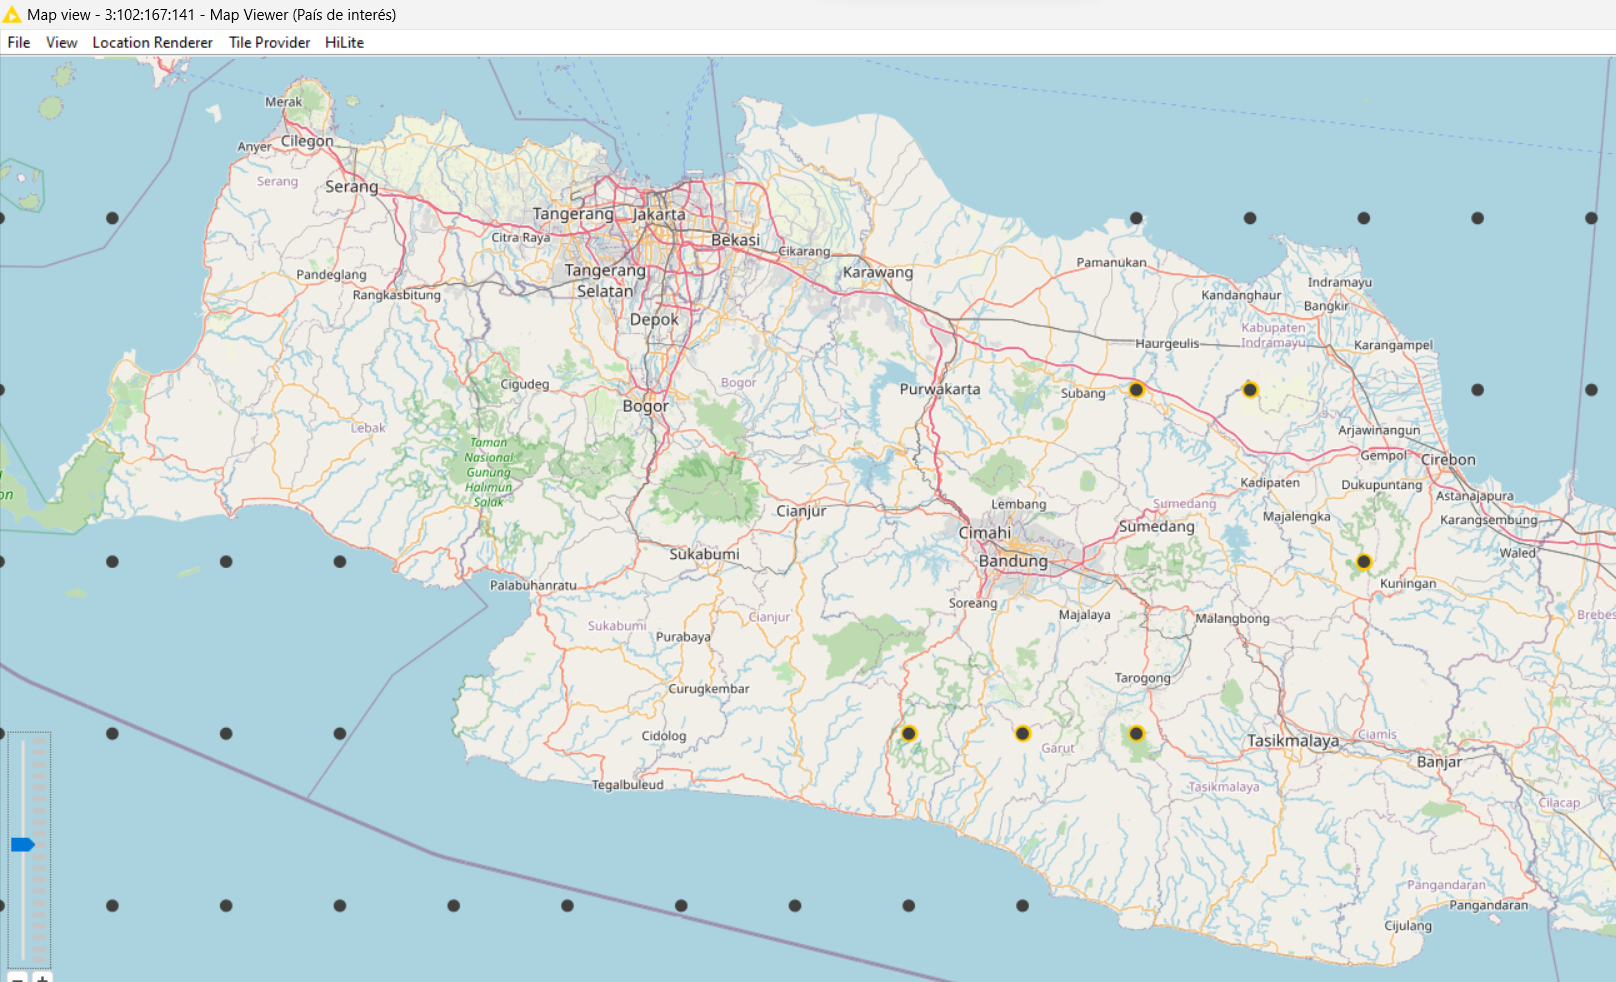 Map view - 3:102:167:141 - Map Viewer (País de interés)
File View Location Renderer Tile Provider HiLite
Merak
Cilegon
Anyer
Serang
Serang
Tangerang
Jakarta
Citra Raya
Bekasi
Cikarang
Pamanukan
Pandeglang
Tangerang
Selatan
Karawang
Rangkasbitung
Indramayu
Kandanghaur
Bangkir
Depok
Kabupaten
Indramayu
Haurgeulis
Karangampel
Cigudeg
Bogor
Purwakarta
Subang
Bogor
Lebak
Arjawinangun
Taman
Nasional
Gunung
Halimun
Salak
Gempol
Cirebon
Kadipaten
Dukupuntang
Astanajapura
on
Cianjur
Lembang
Sumedang
Majalengka
Karangsembung
Cimahi
Sumedang
Sukabumi
Bandung
Waled
Palabuhanratu
Kuningan
Soreang
Majalaya
Malangbong
Brebes
Sukabumi
Cianjur
Purabaya
Tarogong
Curugkembar
Cidolog
Garut
Tasikmalaya
Ciamis
Banjar
Tegalbuleud
Tasikmalaya
Cilacap
Pangandaran
Pangandaran
Cijulang